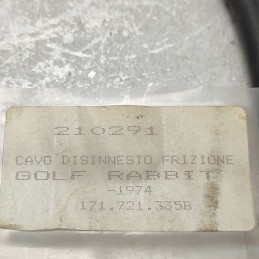 210291
CAVO DISINNESTO FRIZIONE
GOLF RABBIT
-1974
171.721.335B